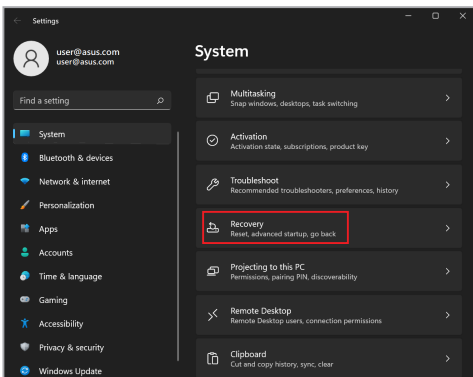 Settings
user@asus.com
user@asus.com
Find a setting
System
Bluetooth & devices
Network & internet
Personalization
Apps
Accounts
Time & language
Gaming
Accessibility
Privacy & security
Windows Update
System
Multitasking
Snap windows, desktops, task switching
Activation
Activation state, subscriptions, product key
Troubleshoot
Recommended troubleshooters, preferences, history
Recovery
Reset, advanced startup, go back
Projecting to this PC
Permissions, pairing PIN, discoverability
Remote Desktop
Remote Desktop users, connection permissions
Clipboard
Cut and copy history, sync, clear